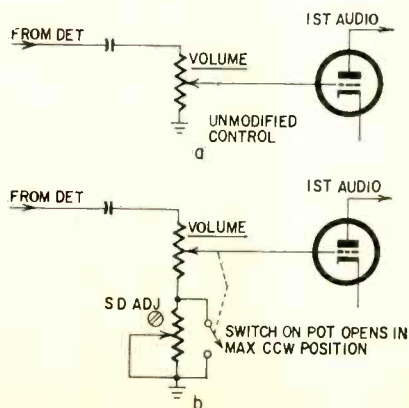 1ST AUDIO
FROM DET
VOLUME
UNMODIFIED
CONTROL
a
1ST AUDIO
FROM DET
VOLUME
SD ADJ
SWITCH ON POT OPENS IN
MAX CCW POSITION
b